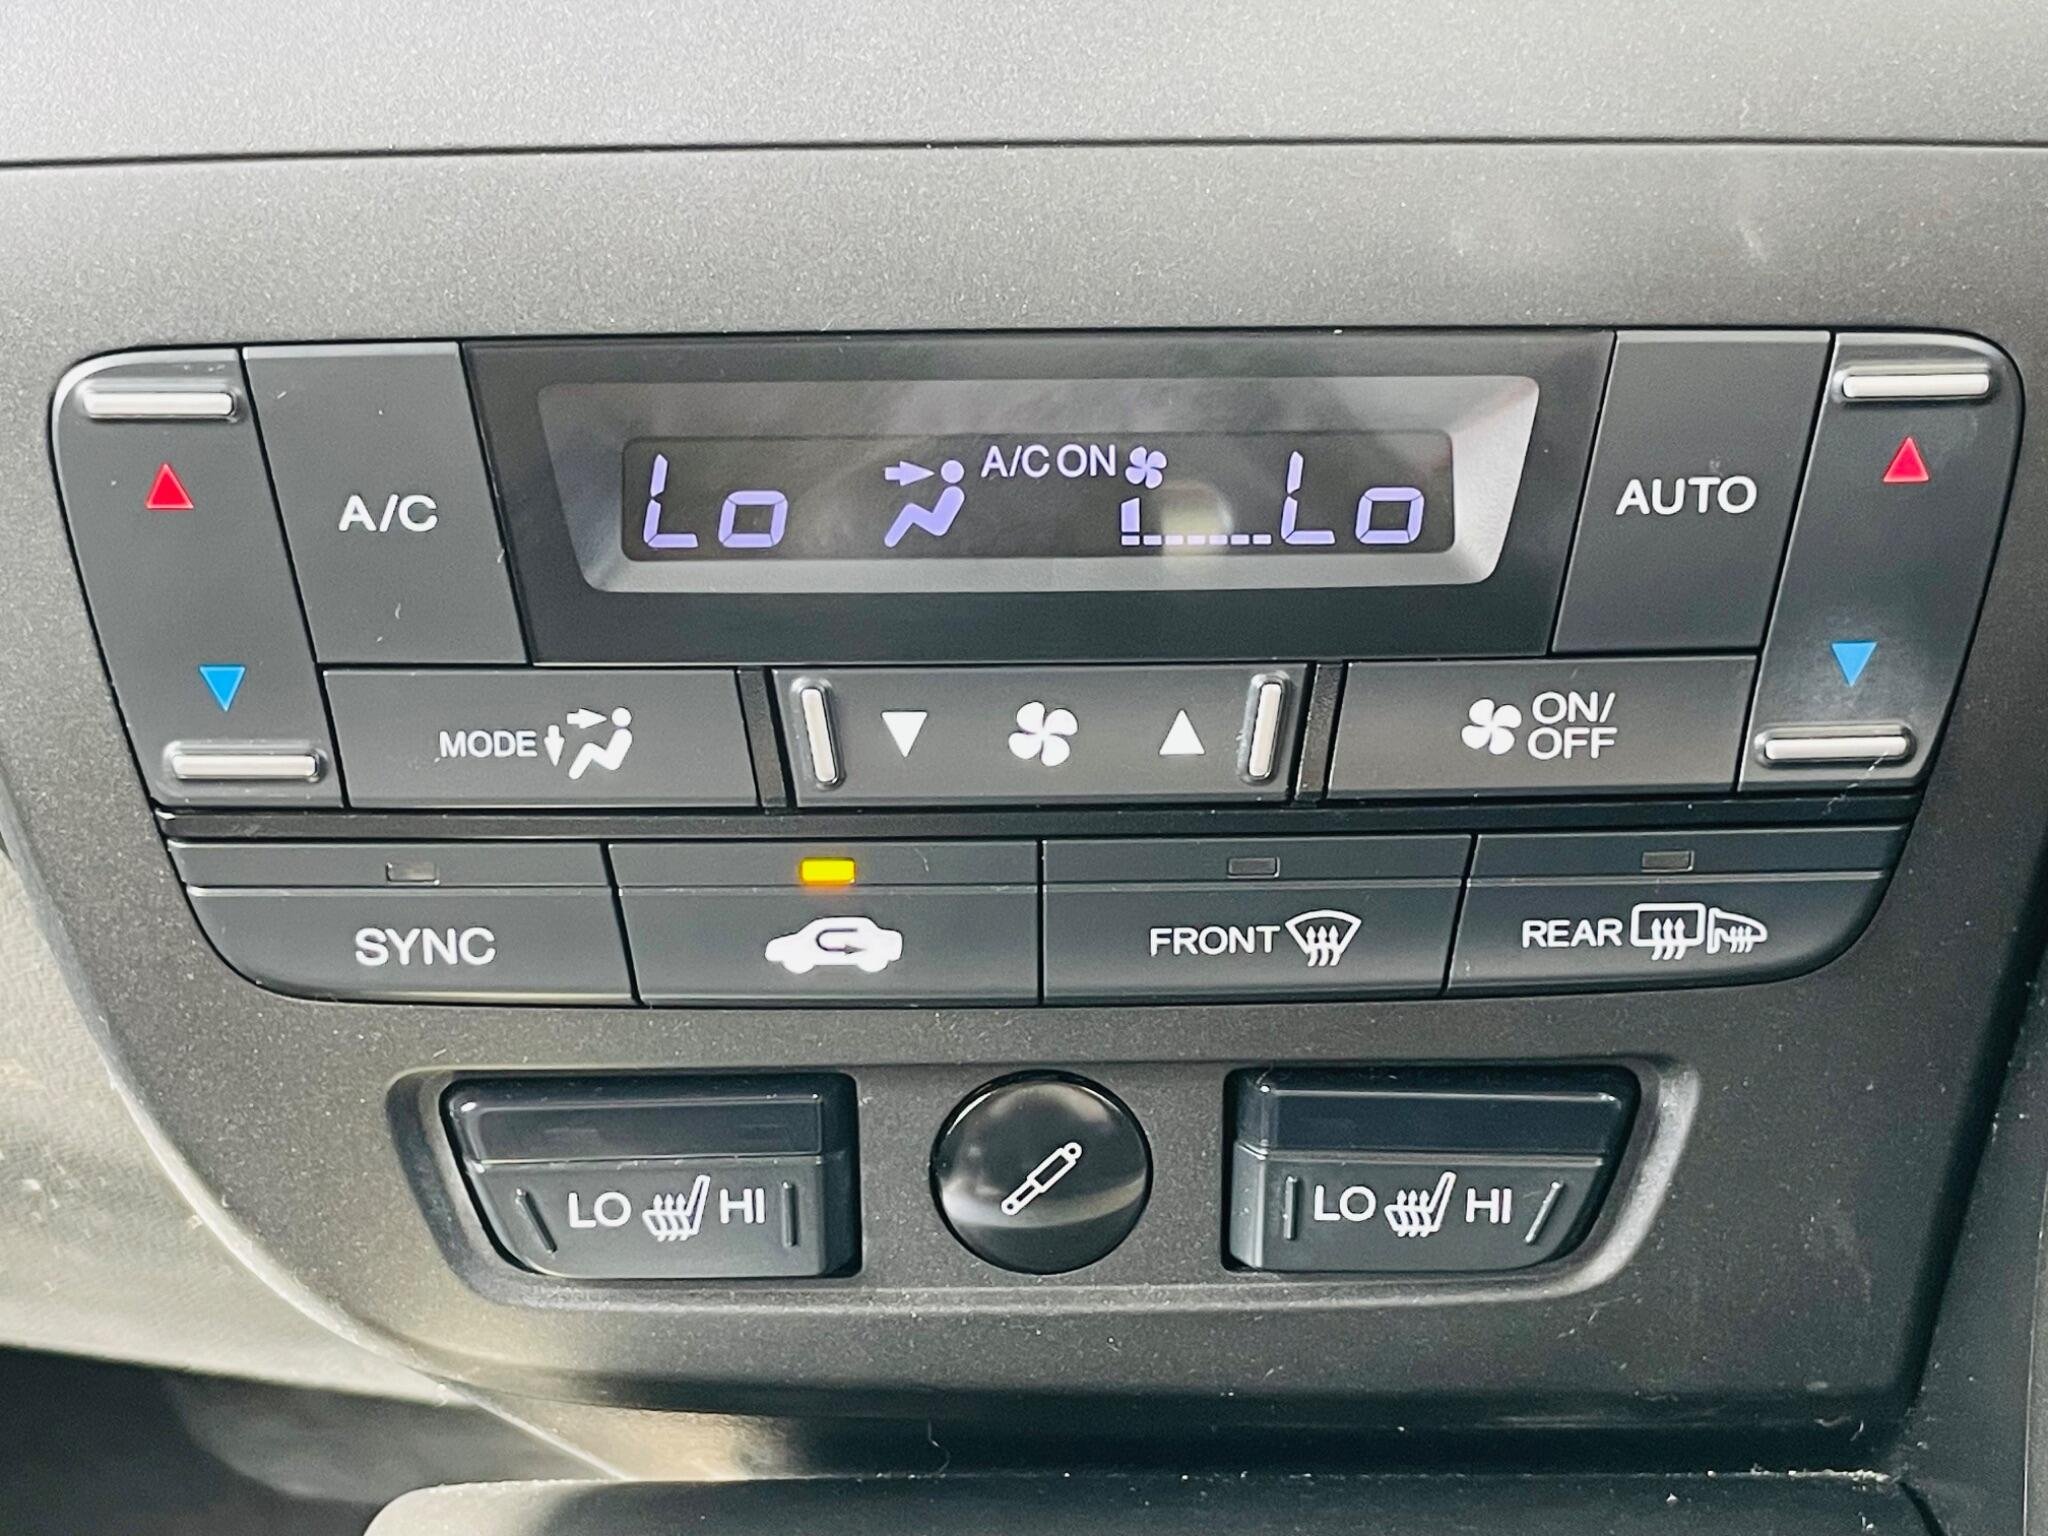 Lo A/C ON Lo
A/C
AUTO
MODE
ON/
OFF
SYNC
FRONT
REAR
LO HI
LO HI